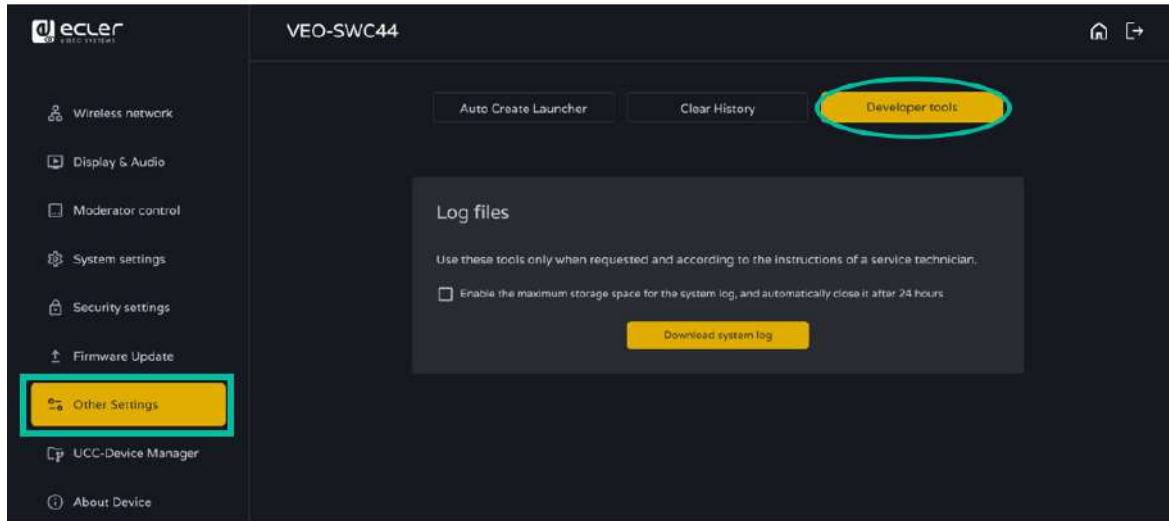 ecler
VIDEO SYSTEMS
VEO-SWC44
Wireless network
Display & Audio
Moderator control
System settings
Security settings
Firmware Update
Other Settings
UCC-Device Manager
About Device
Auto Create Launcher
Clear History
Developer tools
Log files
Use these tools only when requested and according to the instructions of a service technician.
Enable the maximum storage space for the system log, and automatically close it after 24 hours
Download system log